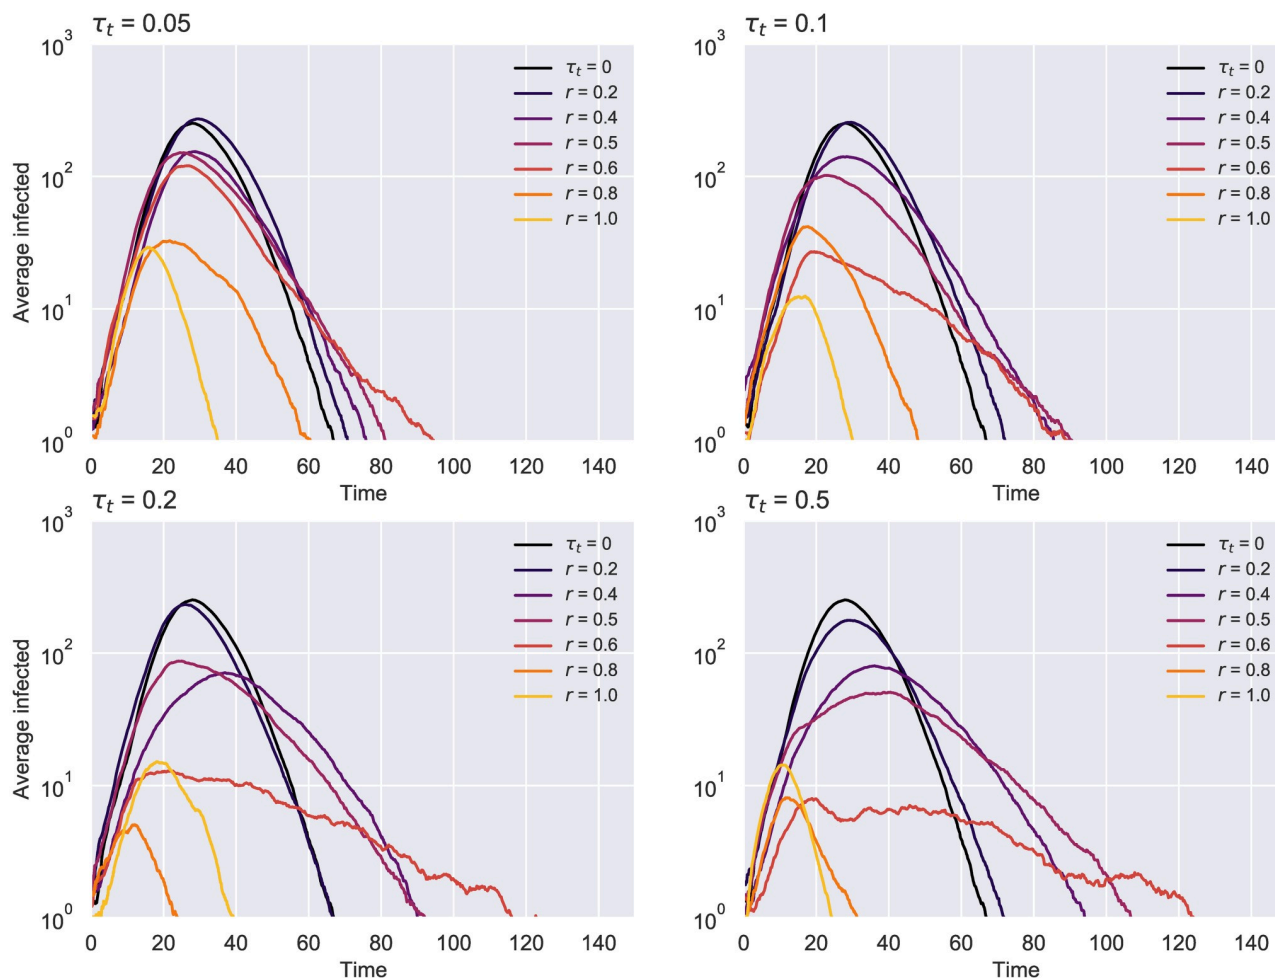 τt = 0.05
10³
10²
10¹
10⁰
Average infected
τt = 0
r = 0.2
r = 0.4
r = 0.5
r = 0.6
r = 0.8
r = 1.0
0 20 40 60 80 100 120 140
Time
τt = 0.1
10³
10²
10¹
10⁰
τt = 0
r = 0.2
r = 0.4
r = 0.5
r = 0.6
r = 0.8
r = 1.0
0 20 40 60 80 100 120 140
Time
τt = 0.2
10³
10²
10¹
10⁰
Average infected
τt = 0
r = 0.2
r = 0.4
r = 0.5
r = 0.6
r = 0.8
r = 1.0
0 20 40 60 80 100 120 140
Time
τt = 0.5
10³
10²
10¹
10⁰
τt = 0
r = 0.2
r = 0.4
r = 0.5
r = 0.6
r = 0.8
r = 1.0
0 20 40 60 80 100 120 140
Time